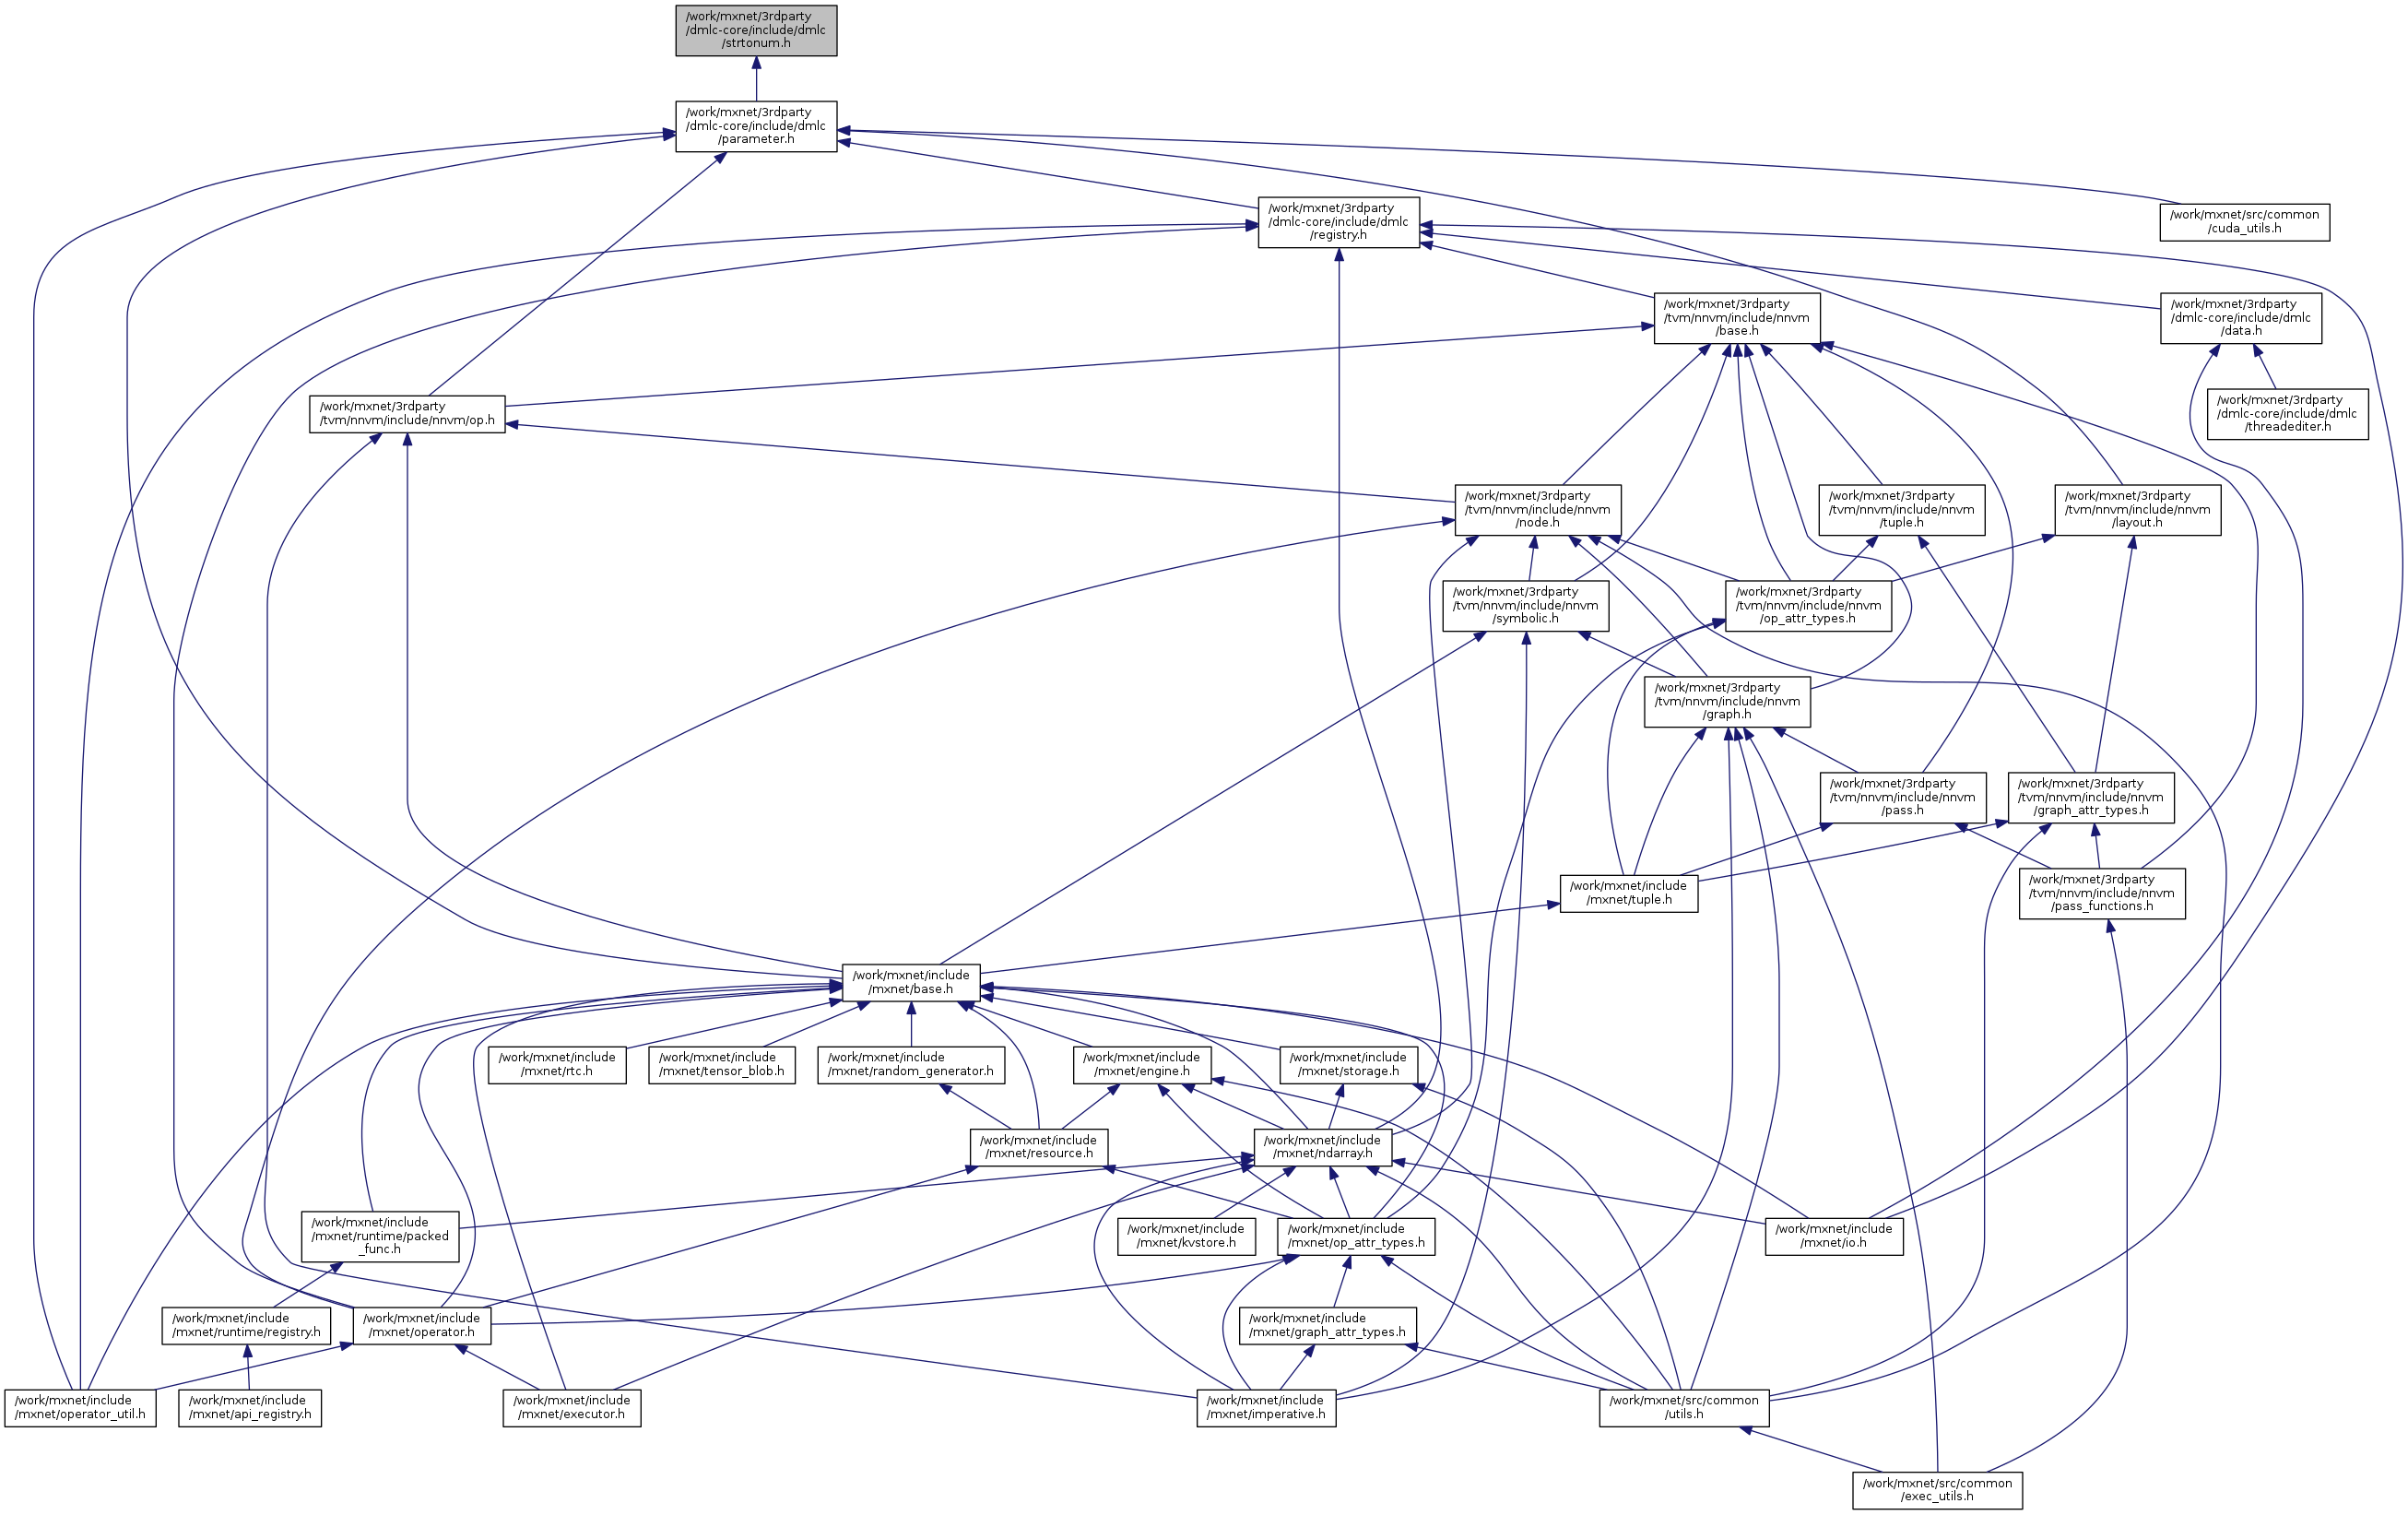 /work/mxnet/3rdparty
/dmlc-core/include/dmlc
/strtonum.h
/work/mxnet/3rdparty
/dmlc-core/include/dmlc
/parameter.h
/work/mxnet/3rdparty
/dmlc-core/include/dmlc
/registry.h
/work/mxnet/src/common
/cuda_utils.h
/work/mxnet/3rdparty
/tvm/nnvm/include/nnvm
/base.h
/work/mxnet/3rdparty
/dmlc-core/include/dmlc
/data.h
/work/mxnet/3rdparty
/tvm/nnvm/include/nnvm/op.h
/work/mxnet/3rdparty
/dmlc-core/include/dmlc
/threadediter.h
/work/mxnet/3rdparty
/tvm/nnvm/include/nnvm
/node.h
/work/mxnet/3rdparty
/tvm/nnvm/include/nnvm
/tuple.h
/work/mxnet/3rdparty
/tvm/nnvm/include/nnvm
/layout.h
/work/mxnet/3rdparty
/tvm/nnvm/include/nnvm
/symbolic.h
/work/mxnet/3rdparty
/tvm/nnvm/include/nnvm
/op_attr_types.h
/work/mxnet/3rdparty
/tvm/nnvm/include/nnvm
/graph.h
/work/mxnet/3rdparty
/tvm/nnvm/include/nnvm
/pass.h
/work/mxnet/3rdparty
/tvm/nnvm/include/nnvm
/graph_attr_types.h
/work/mxnet/include
/mxnet/tuple.h
/work/mxnet/3rdparty
/tvm/nnvm/include/nnvm
/pass_functions.h
/work/mxnet/include
/mxnet/base.h
/work/mxnet/include
/mxnet/rtc.h
/work/mxnet/include
/mxnet/tensor_blob.h
/work/mxnet/include
/mxnet/random_generator.h
/work/mxnet/include
/mxnet/engine.h
/work/mxnet/include
/mxnet/storage.h
/work/mxnet/include
/mxnet/resource.h
/work/mxnet/include
/mxnet/ndarray.h
/work/mxnet/include
/mxnet/runtime/packed
_func.h
/work/mxnet/include
/mxnet/kvstore.h
/work/mxnet/include
/mxnet/op_attr_types.h
/work/mxnet/include
/mxnet/io.h
/work/mxnet/include
/mxnet/runtime/registry.h
/work/mxnet/include
/mxnet/operator.h
/work/mxnet/include
/mxnet/graph_attr_types.h
/work/mxnet/include
/mxnet/operator_util.h
/work/mxnet/include
/mxnet/api_registry.h
/work/mxnet/include
/mxnet/executor.h
/work/mxnet/include
/mxnet/imperative.h
/work/mxnet/src/common
/utils.h
/work/mxnet/src/common
/exec_utils.h